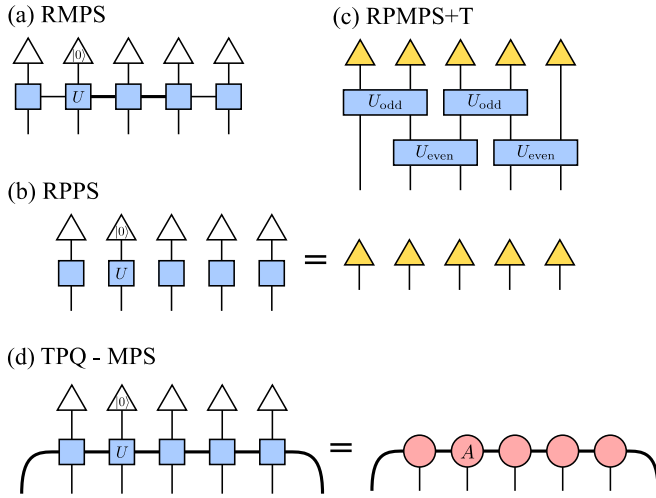 (a) RMPS
|0⟩
U
(c) RPMPS+T
U_odd U_odd
U_even U_even
(b) RPPS
|0⟩
U
=
(d) TPQ - MPS
|0⟩
U
=
A